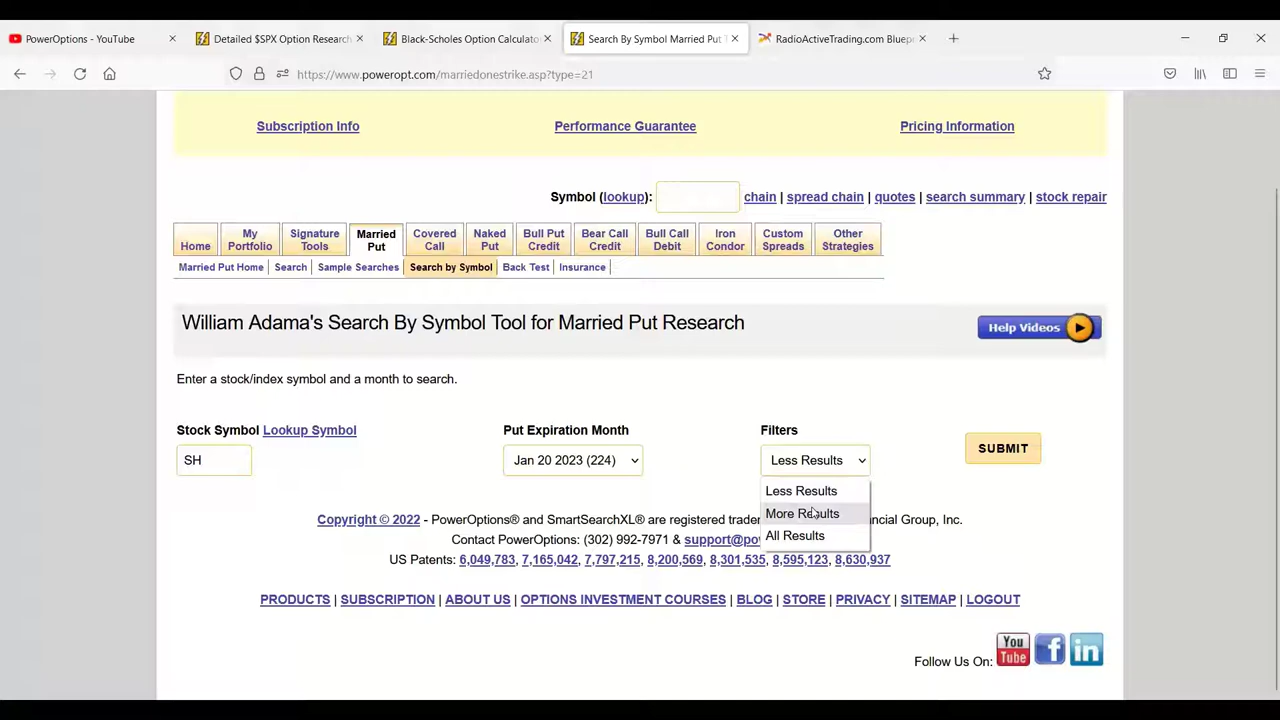 PowerOptions - YouTube
Detailed $SPX Option Research
Black-Scholes Option Calculator
Search By Symbol Married Put
RadioActiveTrading.com Bluep
https://www.poweropt.com/marriedonestrike.asp?type=21
Subscription Info
Performance Guarantee
Pricing Information
Symbol (lookup): chain | spread chain | quotes | search summary | stock repair
Home
My Portfolio
Signature Tools
Married Put
Covered Call
Naked Put
Bull Put Credit
Bear Call Credit
Bull Call Debit
Iron Condor
Custom Spreads
Other Strategies
Married Put Home | Search | Sample Searches | Search by Symbol | Back Test | Insurance |
William Adama's Search By Symbol Tool for Married Put Research
Help Videos
Enter a stock/index symbol and a month to search.
Stock Symbol Lookup Symbol
Put Expiration Month
Filters
SH
Jan 20 2023 (224)
Less Results
SUBMIT
Less Results
More Results
All Results
Copyright © 2022 - PowerOptions® and SmartSearchXL® are registered trade ncial Group, Inc.
Contact PowerOptions: (302) 992-7971 & support@po
US Patents: 6,049,783, 7,165,042, 7,797,215, 8,200,569, 8,301,535, 8,595,123, 8,630,937
PRODUCTS | SUBSCRIPTION | ABOUT US | OPTIONS INVESTMENT COURSES | BLOG | STORE | PRIVACY | SITEMAP | LOGOUT
Follow Us On:
You Tube
f
in